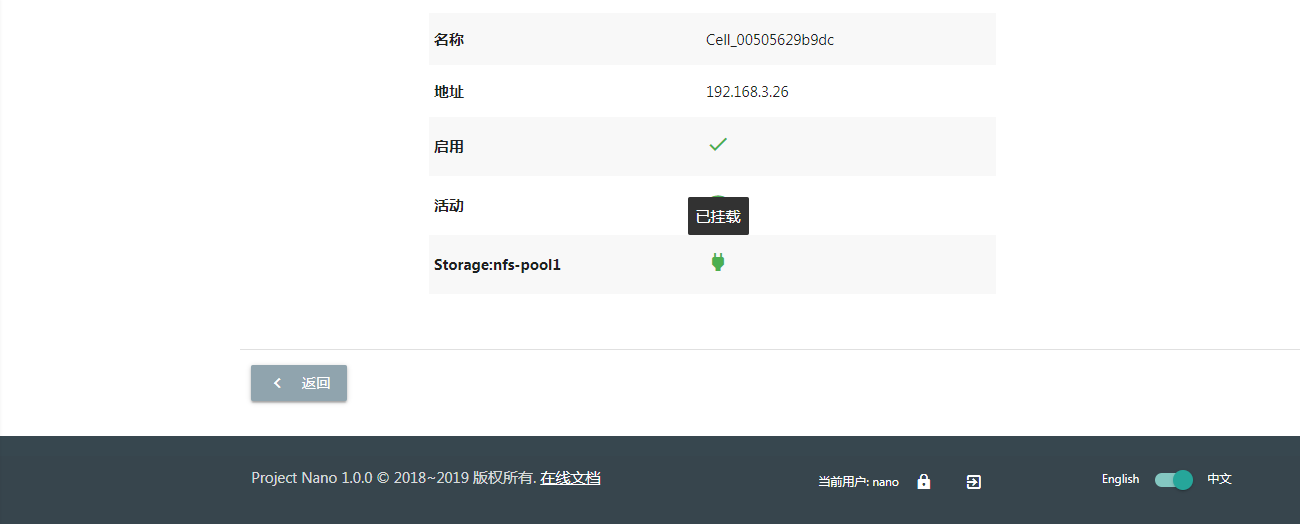 名称 Cell_00505629b9dc
地址 192.168.3.26
启用
活动
已挂载
Storage:nfs-pool1
返回
Project Nano 1.0.0 © 2018~2019 版权所有. 在线文档 当前用户: nano English 中文